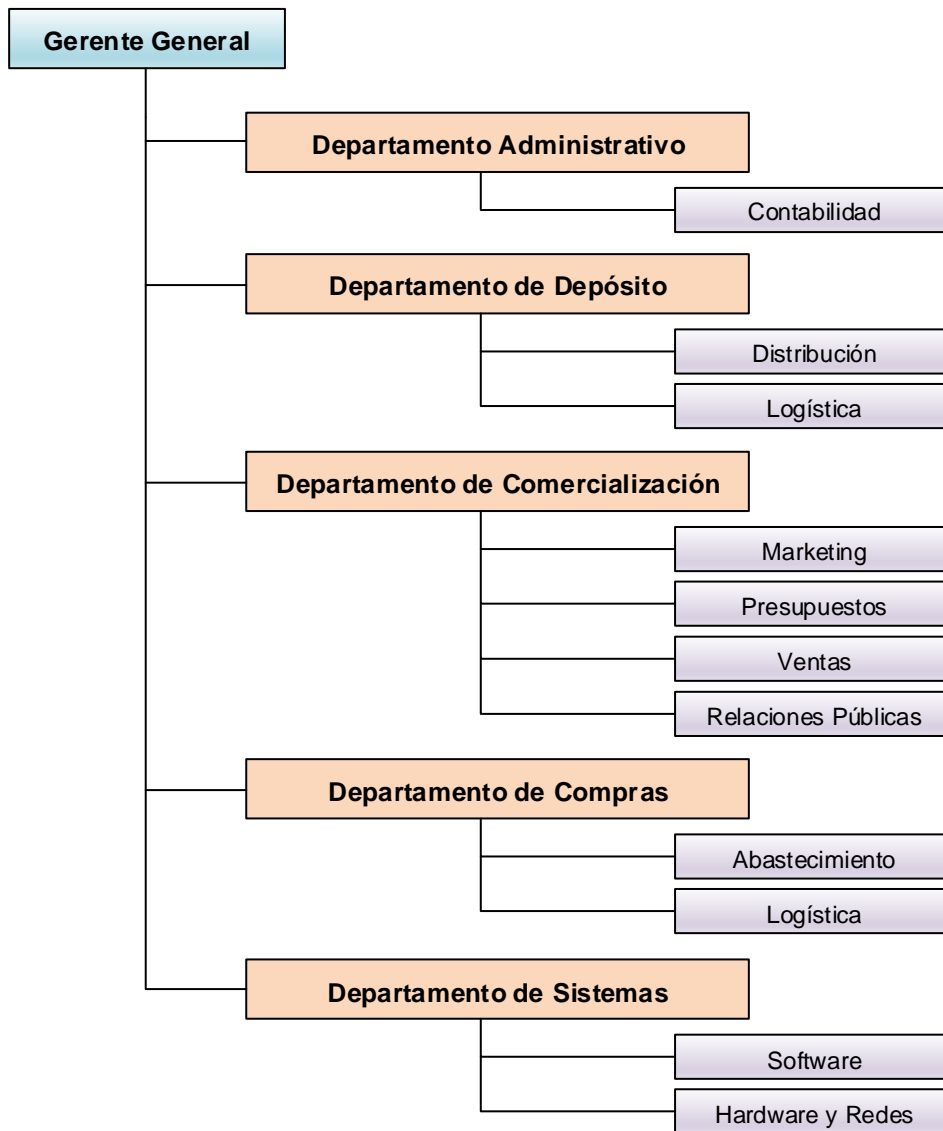 Gerente General
Departamento Administrativo
Contabilidad
Departamento de Depósito
Distribución
Logística
Departamento de Comercialización
Marketing
Presupuestos
Ventas
Relaciones Públicas
Departamento de Compras
Abastecimiento
Logística
Departamento de Sistemas
Software
Hardware y Redes